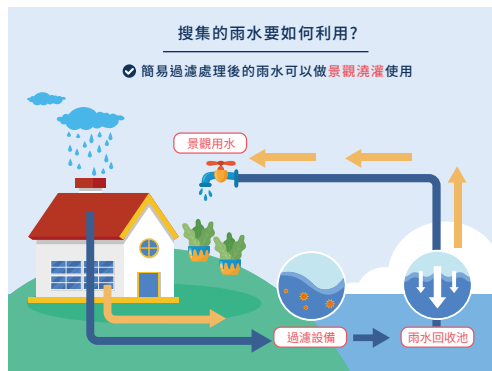 搜集的雨水要如何利用?
簡易過濾處理後的雨水可以做景觀澆灌使用
景觀用水
過濾設備
雨水回收池